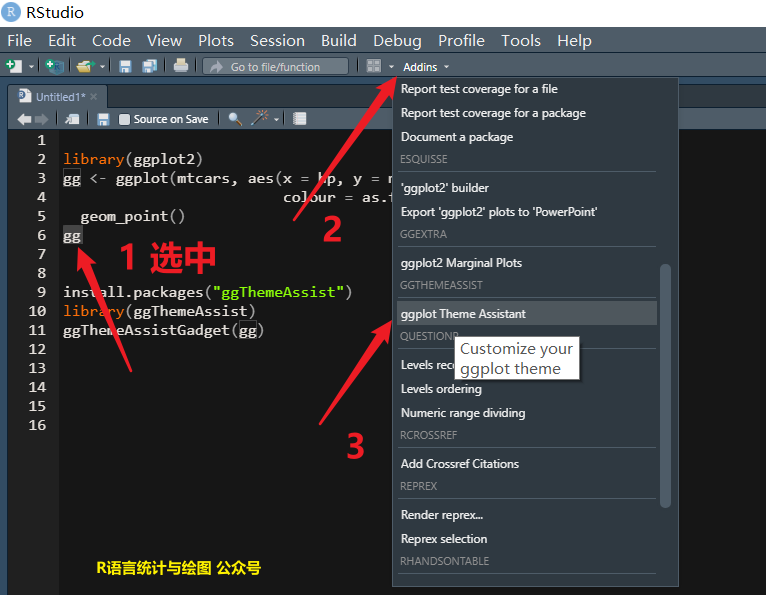 RStudio
File Edit Code View Plots Session Build Debug Profile Tools Help
Go to file/function Addins
Untitled1*
Source on Save
1
2 library(ggplot2)
3 gg <- ggplot(mtcars, aes(x = hp, y =
4 colour = as.
5 geom_point()
6 gg
7
8
9 install.packages("ggThemeAssist")
10 library(ggThemeAssist)
11 ggThemeAssistGadget(gg)
12
13
14
15
16
1 选中
2
3
Report test coverage for a file
Report test coverage for a package
Document a package
ESQUISSE
'ggplot2' builder
Export 'ggplot2' plots to 'PowerPoint'
GGEXTRA
ggplot2 Marginal Plots
GGTHEMEASSIST
ggplot Theme Assistant
QUESTIONR
Customize your
ggplot theme
Levels
Levels ordering
Numeric range dividing
RCROSSREF
Add Crossref Citations
REPREX
Render reprex...
Reprex selection
RHANDSONTABLE
R语言统计与绘图 公众号